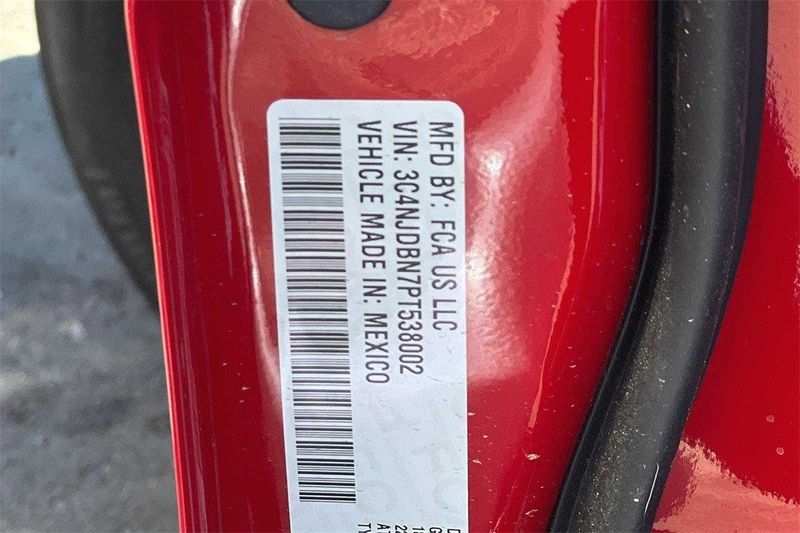 MFD BY: FCA US LLC
VIN: 3C4NJDBN7PT538002
VEHICLE MADE IN: MEXICO